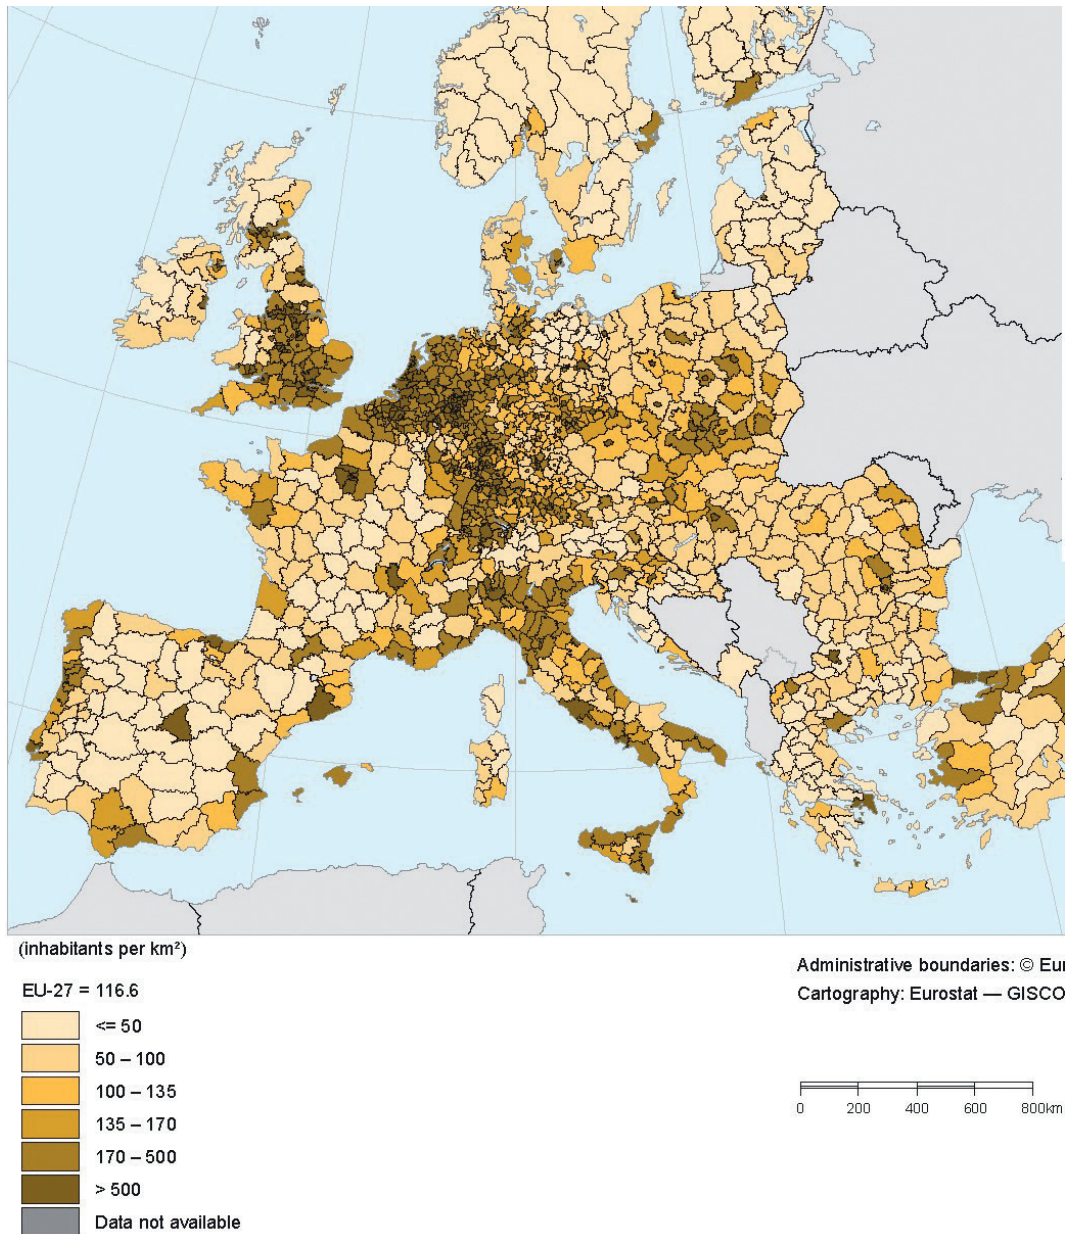 (inhabitants per km²)
EU-27 = 116.6
<= 50
50 – 100
100 – 135
135 – 170
170 – 500
> 500
Data not available
Administrative boundaries: © Eur
Cartography: Eurostat — GISCO
0 200 400 600 800km